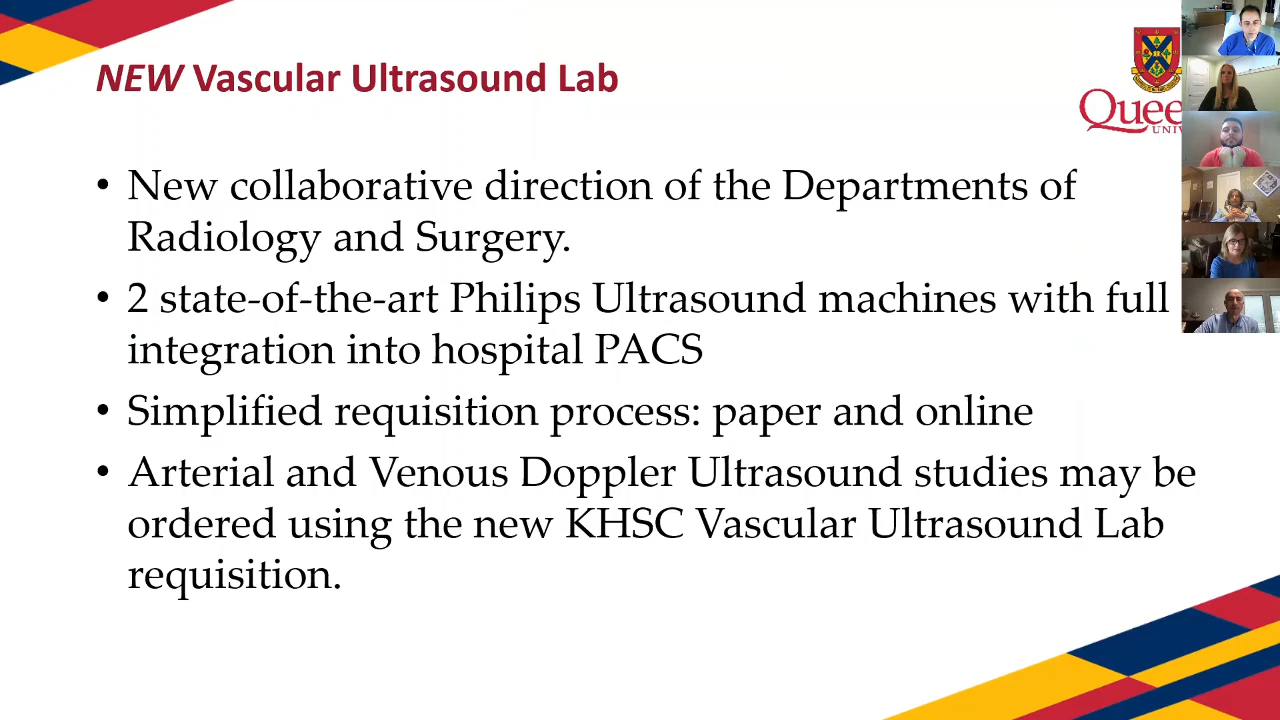 NEW Vascular Ultrasound Lab
Quee
UNIV
• New collaborative direction of the Departments of
Radiology and Surgery.
• 2 state-of-the-art Philips Ultrasound machines with full
integration into hospital PACS
• Simplified requisition process: paper and online
• Arterial and Venous Doppler Ultrasound studies may be
ordered using the new KHSC Vascular Ultrasound Lab
requisition.